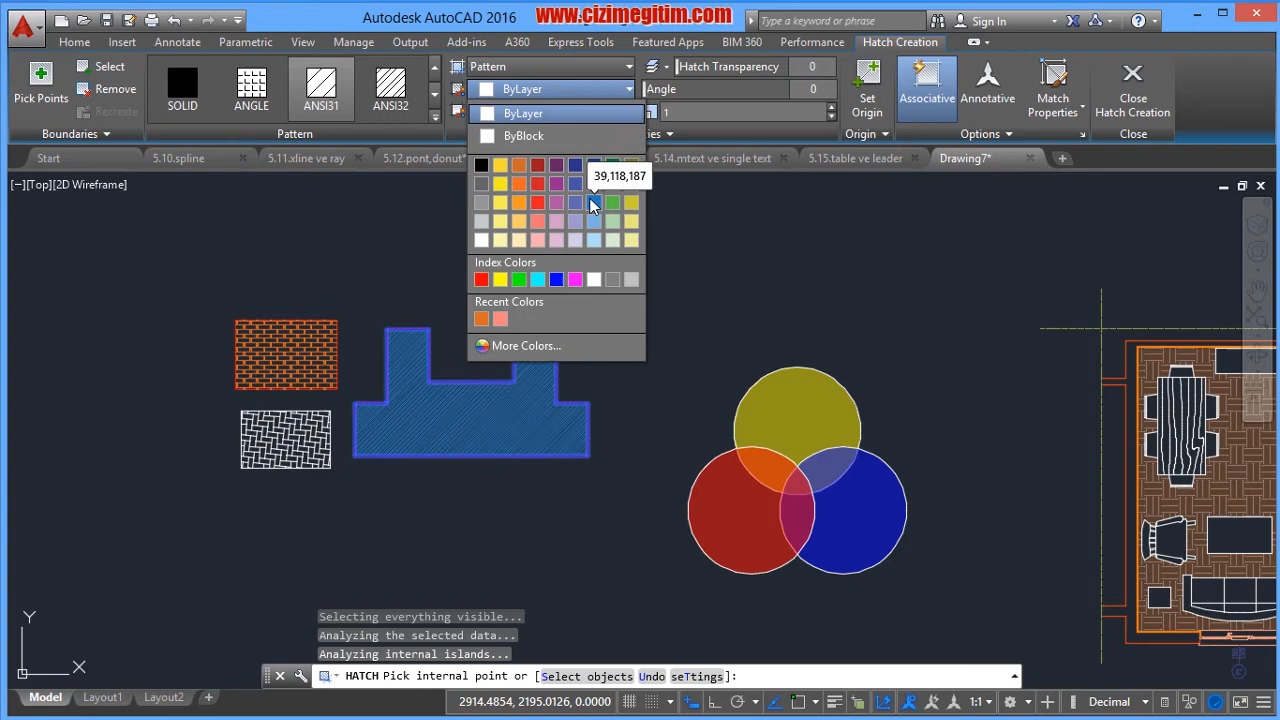 Autodesk AutoCAD 2016
www.cizimegitim.com
Type a keyword or phrase
Sign In
Home Insert Annotate Parametric View Manage Output Add-ins A360 Express Tools Featured Apps BIM 360 Performance Hatch Creation
Pick Points
Select
Remove
Recreate
Boundaries
SOLID
ANGLE
ANSI31
ANSI32
Pattern
Pattern
ByLayer
Hatch Transparency 0
Angle 0
1
Set
Origin
Origin
Associative
Annotative
Match
Properties
Options
Close
Hatch Creation
Close
ByLayer
ByBlock
39,118,187
Index Colors
Recent Colors
More Colors...
Start
5.10.spline
5.11.xline ve ray
5.12.pont,donut*
5.14.mtext ve single text
5.15.table ve leader
Drawing7*
[−][Top][2D Wireframe]
Y
X
Selecting everything visible...
Analyzing the selected data...
Analyzing internal islands...
HATCH Pick internal point or [Select objects Undo seTtings]:
Model Layout1 Layout2 +
2914.4854, 2195.0126, 0.0000
1:1
Decimal